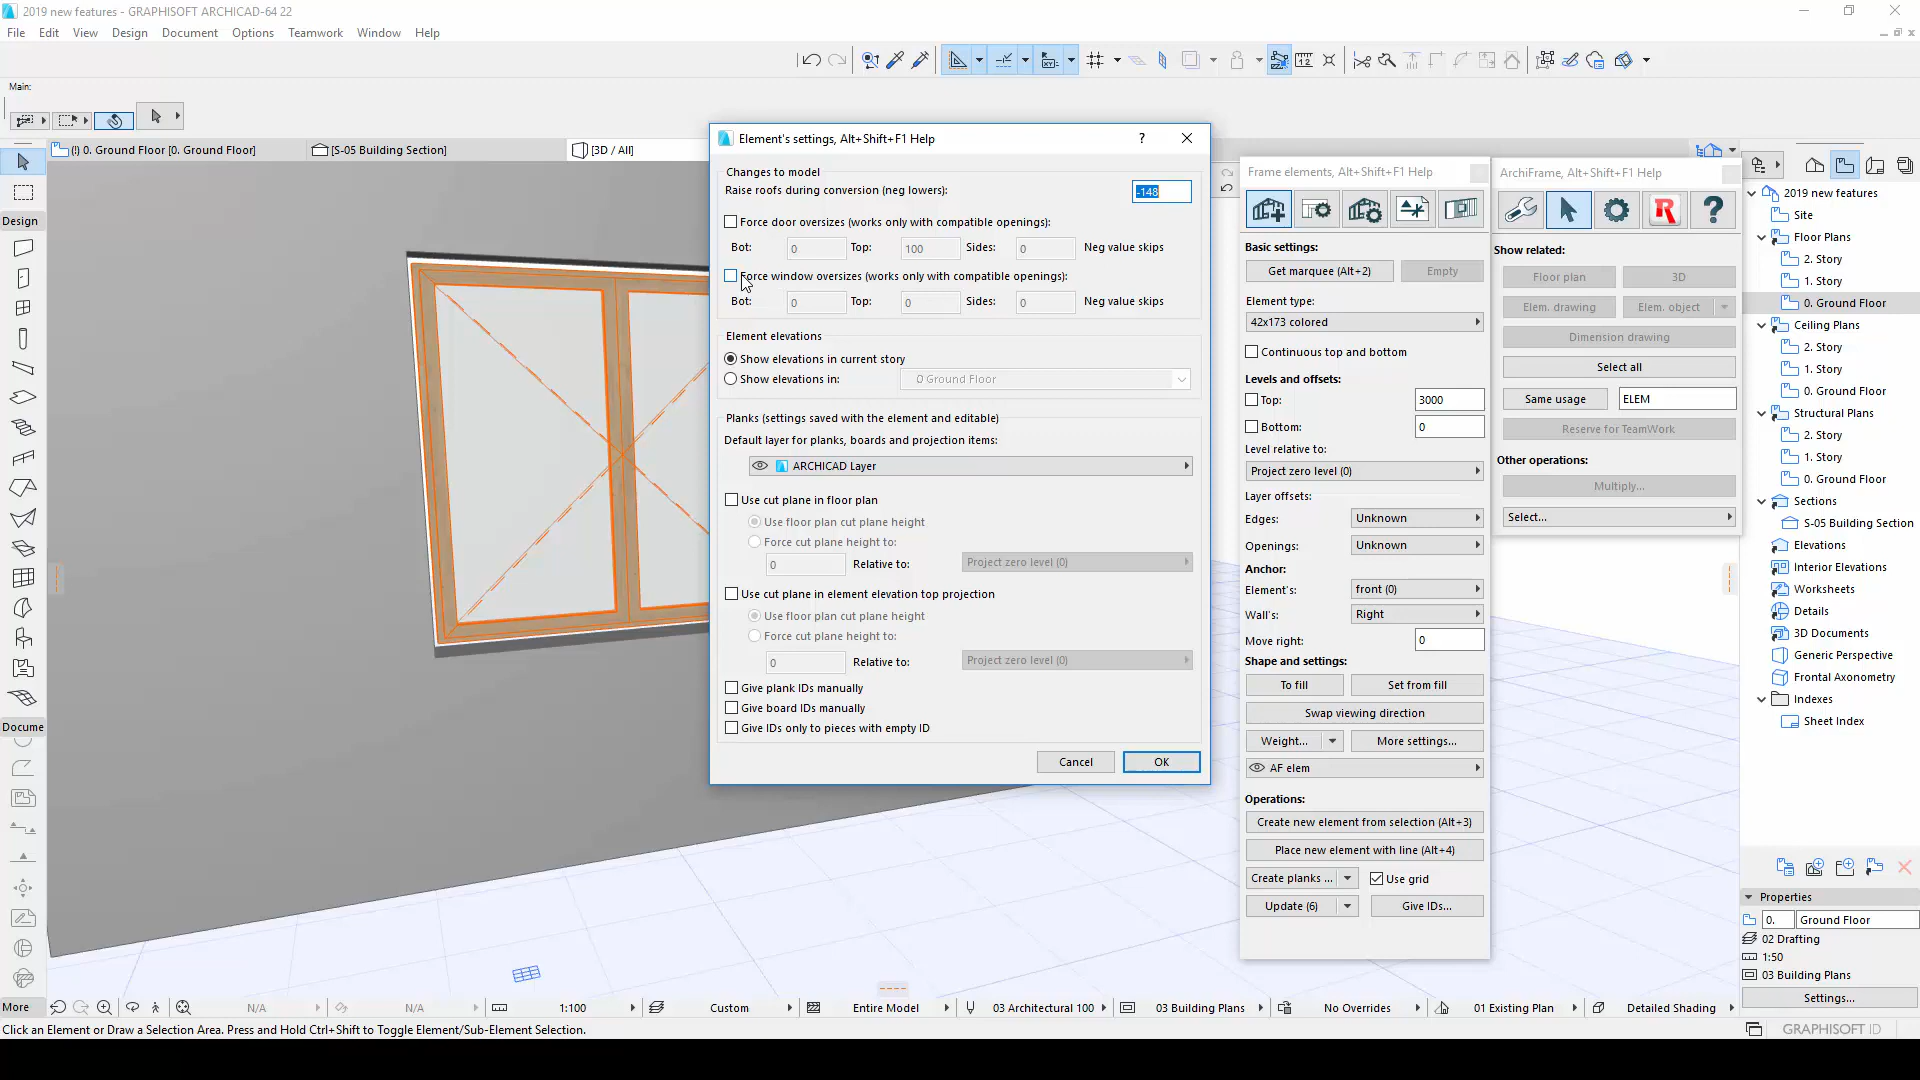 2019 new features - GRAPHISOFT ARCHICAD-64 22
File Edit View Design Document Options Teamwork Window Help
Main:
(!) 0. Ground Floor [0. Ground Floor]
[S-05 Building Section]
[3D / All]
Design
Docume
More
Element's settings, Alt+Shift+F1 Help
?
Changes to model
Raise roofs during conversion (neg lowers):
-148
Force door oversizes (works only with compatible openings):
Bot: 0 Top: 100 Sides: 0 Neg value skips
Force window oversizes (works only with compatible openings):
Bot: 0 Top: 0 Sides: 0 Neg value skips
Element elevations
Show elevations in current story
Show elevations in: 0 Ground Floor
Planks (settings saved with the element and editable)
Default layer for planks, boards and projection items:
ARCHICAD Layer
Use cut plane in floor plan
Use floor plan cut plane height
Force cut plane height to:
0 Relative to: Project zero level (0)
Use cut plane in element elevation top projection
Use floor plan cut plane height
Force cut plane height to:
0 Relative to: Project zero level (0)
Give plank IDs manually
Give board IDs manually
Give IDs only to pieces with empty ID
Cancel
OK
Frame elements, Alt+Shift+F1 Help
Basic settings:
Get marquee (Alt+2)
Empty
Element type:
42x173 colored
Continuous top and bottom
Levels and offsets:
Top: 3000
Bottom: 0
Level relative to:
Project zero level (0)
Layer offsets:
Edges: Unknown
Openings: Unknown
Anchor:
Element's: front (0)
Wall's: Right
Move right: 0
Shape and settings:
To fill
Set from fill
Swap viewing direction
Weight...
More settings...
AF elem
Operations:
Create new element from selection (Alt+3)
Place new element with line (Alt+4)
Create planks ...
Use grid
Update (6)
Give IDs...
ArchiFrame, Alt+Shift+F1 Help
R
?
Show related:
Floor plan
3D
Elem. drawing
Elem. object
Dimension drawing
Select all
Same usage
ELEM
Reserve for TeamWork
Other operations:
Multiply...
Select...
2019 new features
Site
Floor Plans
2. Story
1. Story
0. Ground Floor
Ceiling Plans
2. Story
1. Story
0. Ground Floor
Structural Plans
2. Story
1. Story
0. Ground Floor
Sections
S-05 Building Section
Elevations
Interior Elevations
Worksheets
Details
3D Documents
Generic Perspective
Frontal Axonometry
Indexes
Sheet Index
Properties
0. Ground Floor
02 Drafting
1:50
03 Building Plans
Settings...
N/A
N/A
1:100
Custom
Entire Model
03 Architectural 100
03 Building Plans
No Overrides
01 Existing Plan
Detailed Shading
Click an Element or Draw a Selection Area. Press and Hold Ctrl+Shift to Toggle Element/Sub-Element Selection.
GRAPHISOFT ID